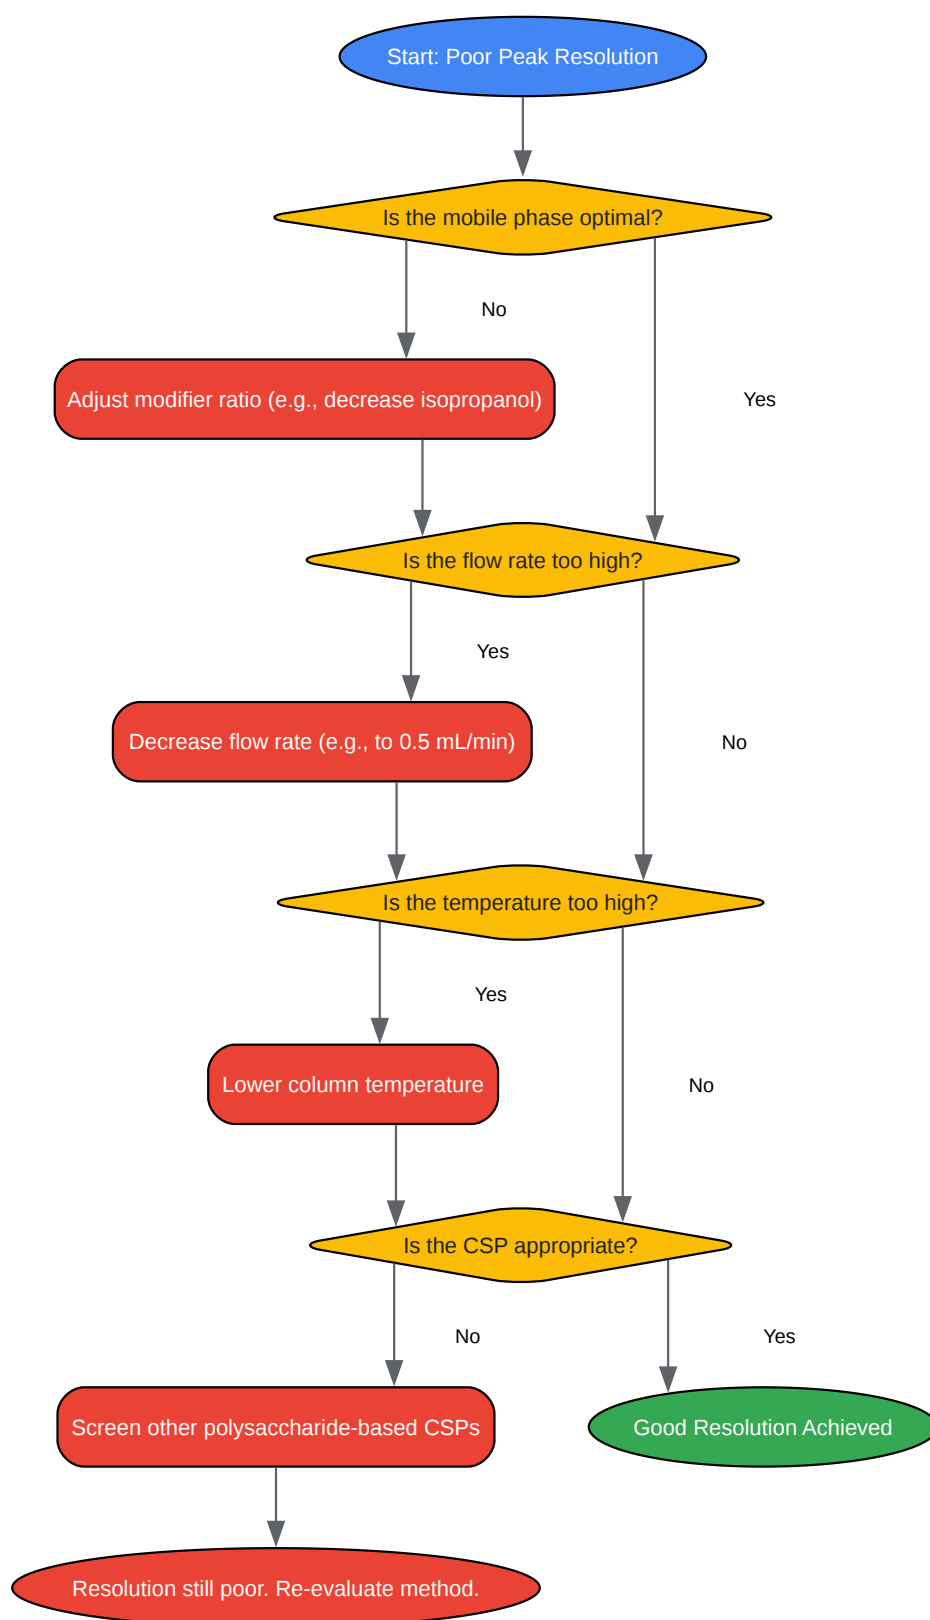 Start: Poor Peak Resolution
Is the mobile phase optimal?
No
Adjust modifier ratio (e.g., decrease isopropanol)
Yes
Is the flow rate too high?
Yes
Decrease flow rate (e.g., to 0.5 mL/min)
No
Is the temperature too high?
Yes
Lower column temperature
No
Is the CSP appropriate?
No
Yes
Screen other polysaccharide-based CSPs
Good Resolution Achieved
Resolution still poor. Re-evaluate method.